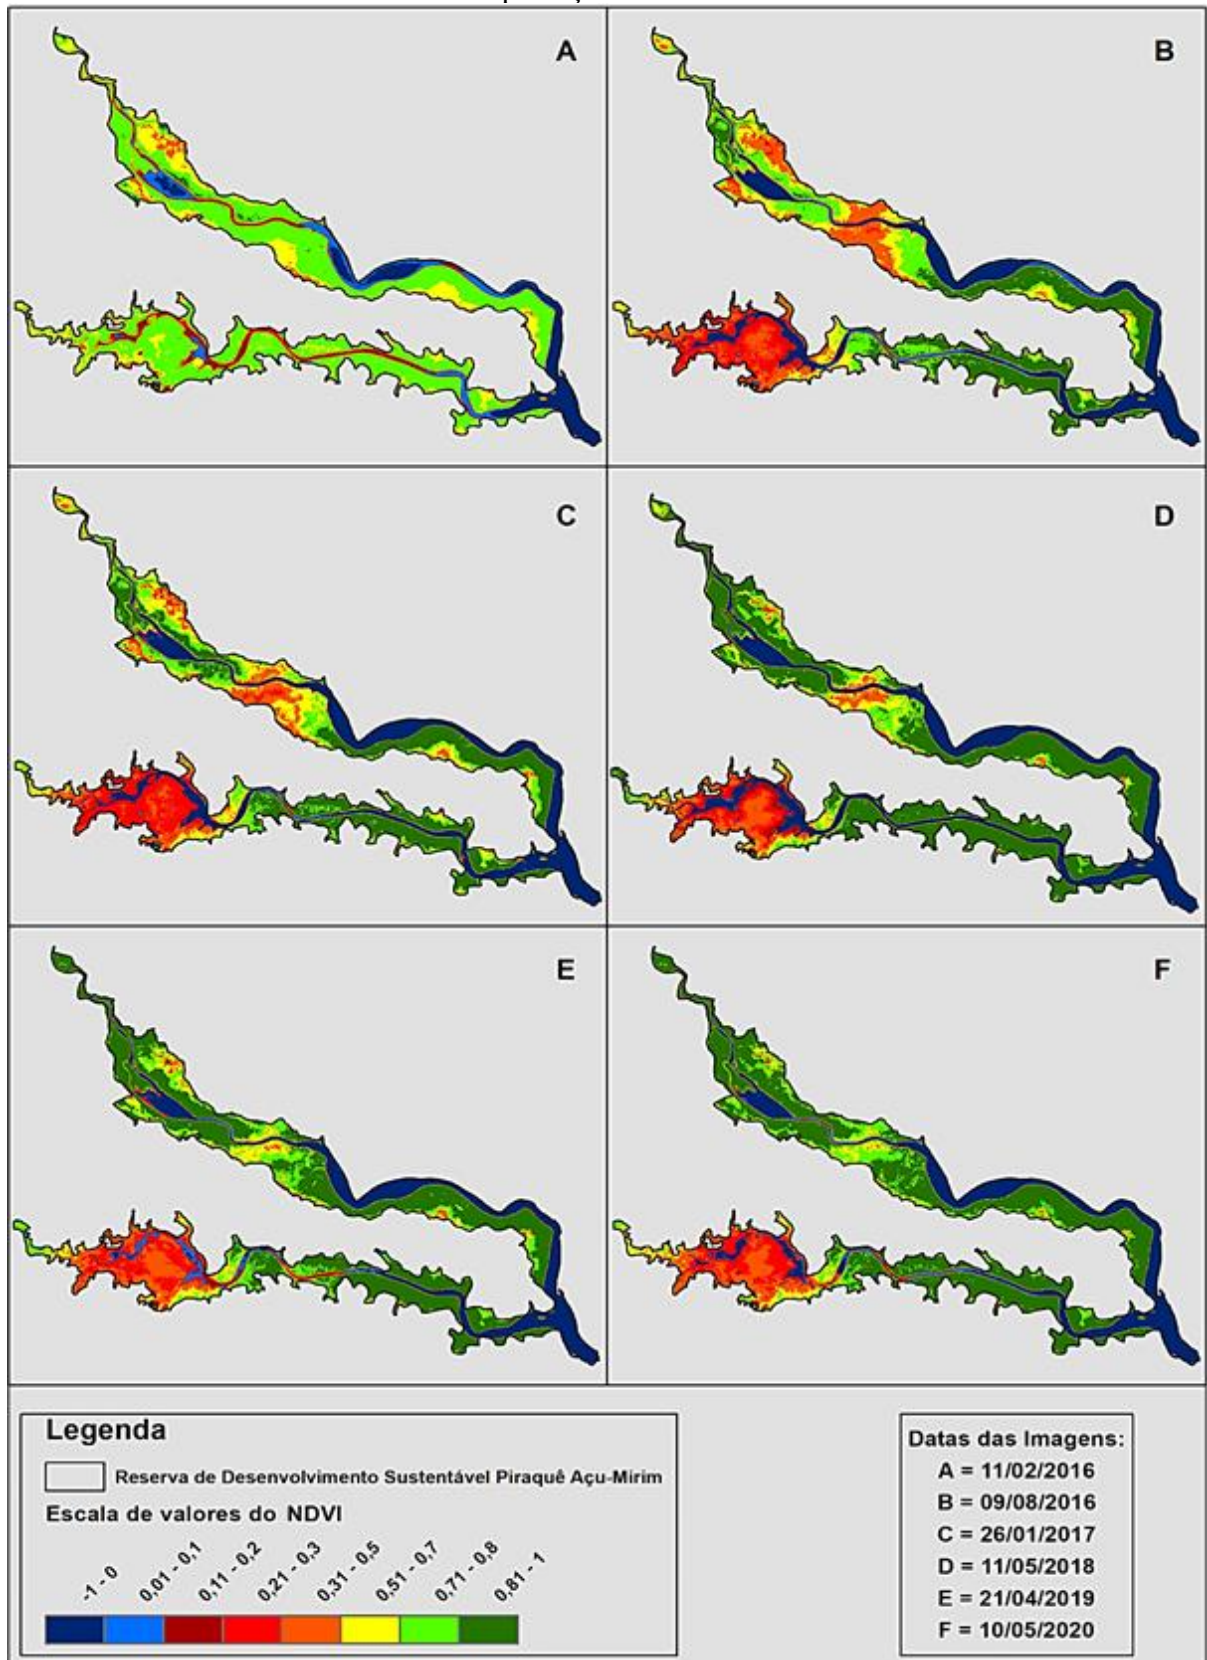 A
B
C
D
E
F
Legenda
Reserva de Desenvolvimento Sustentável Piraquê Açu-Mirim
Escala de valores do NDVI
-1 - 0
0,01 - 0,1
0,11 - 0,2
0,21 - 0,3
0,31 - 0,5
0,51 - 0,7
0,71 - 0,8
0,81 - 1
Datas das Imagens:
A = 11/02/2016
B = 09/08/2016
C = 26/01/2017
D = 11/05/2018
E = 21/04/2019
F = 10/05/2020